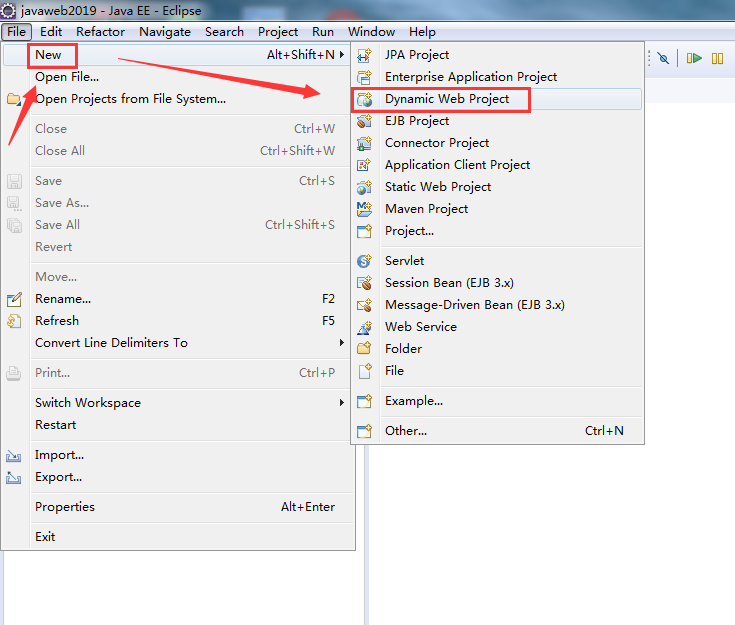 javaweb2019 - Java EE - Eclipse
File Edit Refactor Navigate Search Project Run Window Help
New Alt+Shift+N
Open File...
Open Projects from File System...
Close Ctrl+W
Close All Ctrl+Shift+W
Save Ctrl+S
Save As...
Save All Ctrl+Shift+S
Revert
Move...
Rename... F2
Refresh F5
Convert Line Delimiters To
Print... Ctrl+P
Switch Workspace
Restart
Import...
Export...
Properties Alt+Enter
Exit
JPA Project
Enterprise Application Project
Dynamic Web Project
EJB Project
Connector Project
Application Client Project
Static Web Project
Maven Project
Project...
Servlet
Session Bean (EJB 3.x)
Message-Driven Bean (EJB 3.x)
Web Service
Folder
File
Example...
Other... Ctrl+N